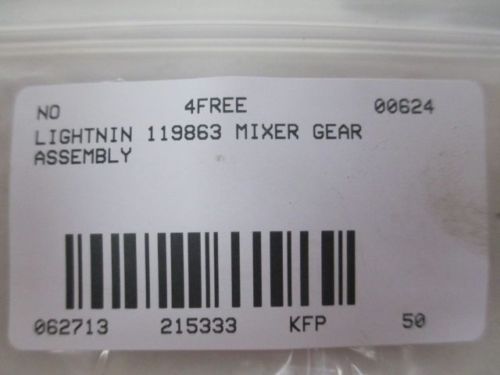 NO 4FREE 00624
LIGHTNIN 119863 MIXER GEAR
ASSEMBLY
062713 215333 KFP 50